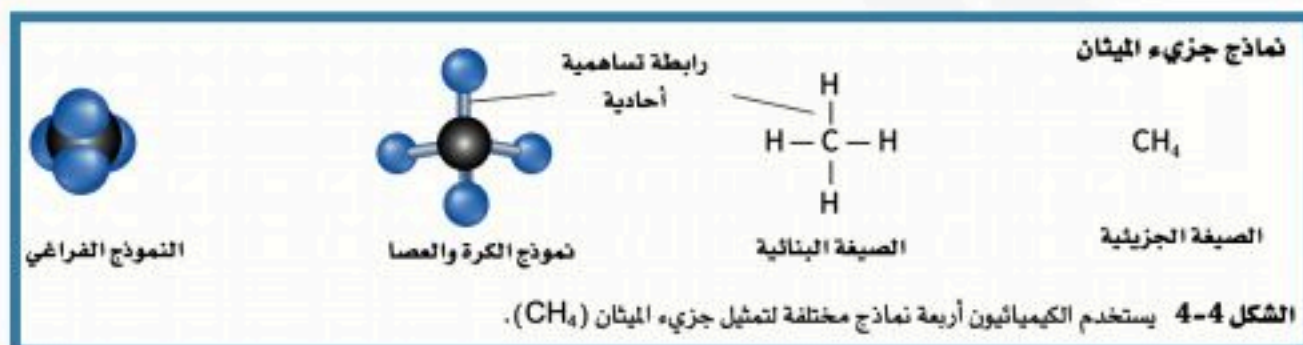 نماذج جزيء الميثان
CH₄
الصيغة الجزيئية
H
H – C – H
H
الصيغة البنائية
رابطة تساهمية
أحادية
نموذج الكرة والعصا
النموذج الفراغي
الشكل 4-4 يستخدم الكيميائيون أربعة نماذج مختلفة لتمثيل جزيء الميثان (CH₄).